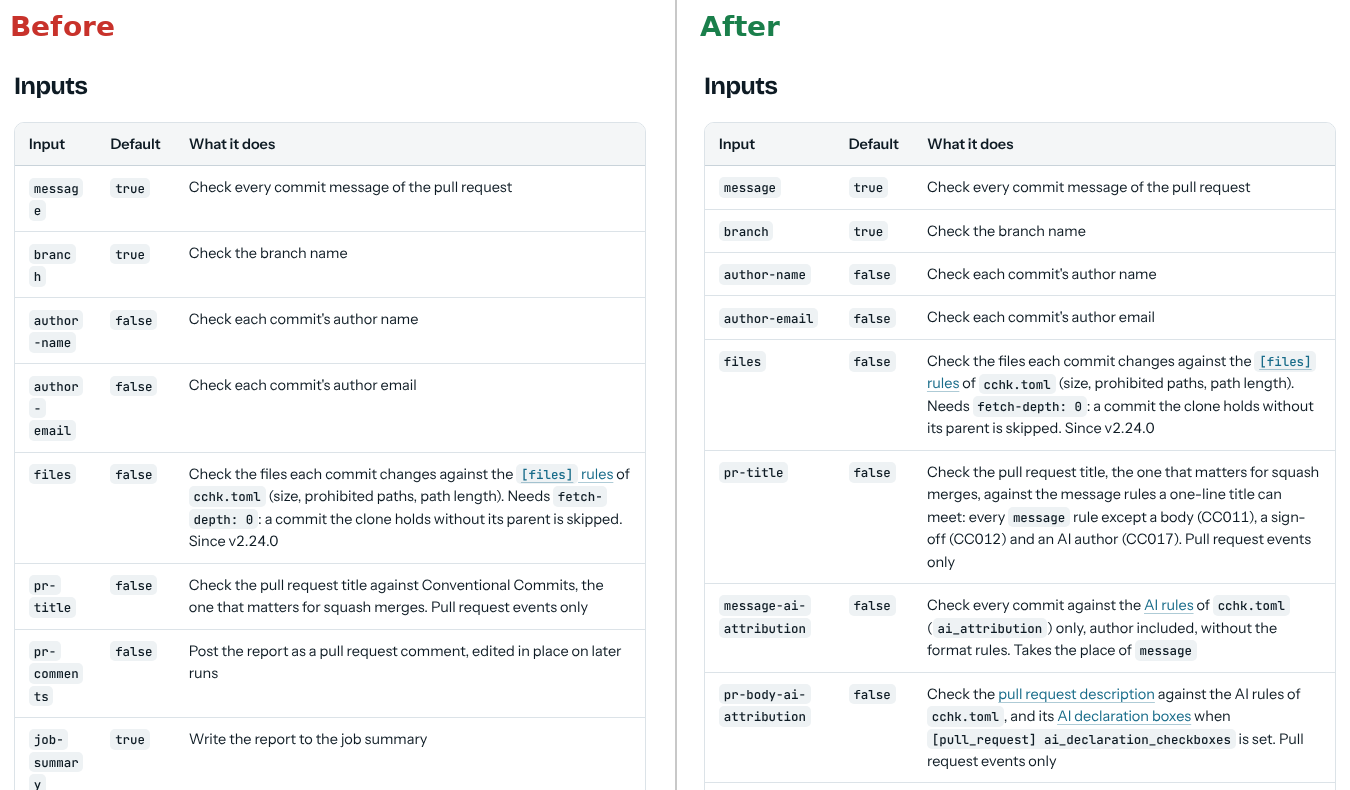 Before
Inputs
Input Default What it does
messag true Check every commit message of the pull request
e
branc true Check the branch name
h
author false Check each commit's author name
-name
author false Check each commit's author email
-
email
files false Check the files each commit changes against the [files] rules of
cchk.toml (size, prohibited paths, path length). Needs fetch-
depth: 0 : a commit the clone holds without its parent is skipped.
Since v2.24.0
pr- false Check the pull request title against Conventional Commits, the
title one that matters for squash merges. Pull request events only
pr- false Post the report as a pull request comment, edited in place on later
commen runs
ts
job- true Write the report to the job summary
summar
y
After
Inputs
Input Default What it does
message true Check every commit message of the pull request
branch true Check the branch name
author-name false Check each commit's author name
author-email false Check each commit's author email
files false Check the files each commit changes against the [files]
rules of cchk.toml (size, prohibited paths, path length).
Needs fetch-depth: 0 : a commit the clone holds without
its parent is skipped. Since v2.24.0
pr-title false Check the pull request title, the one that matters for squash
merges, against the message rules a one-line title can
meet: every message rule except a body (CC011), a sign-
off (CC012) and an AI author (CC017). Pull request events
only
message-ai- false Check every commit against the AI rules of cchk.toml
attribution ( ai_attribution ) only, author included, without the
format rules. Takes the place of message
pr-body-ai- false Check the pull request description against the AI rules of
attribution cchk.toml , and its AI declaration boxes when
[pull_request] ai_declaration_checkboxes is set. Pull
request events only